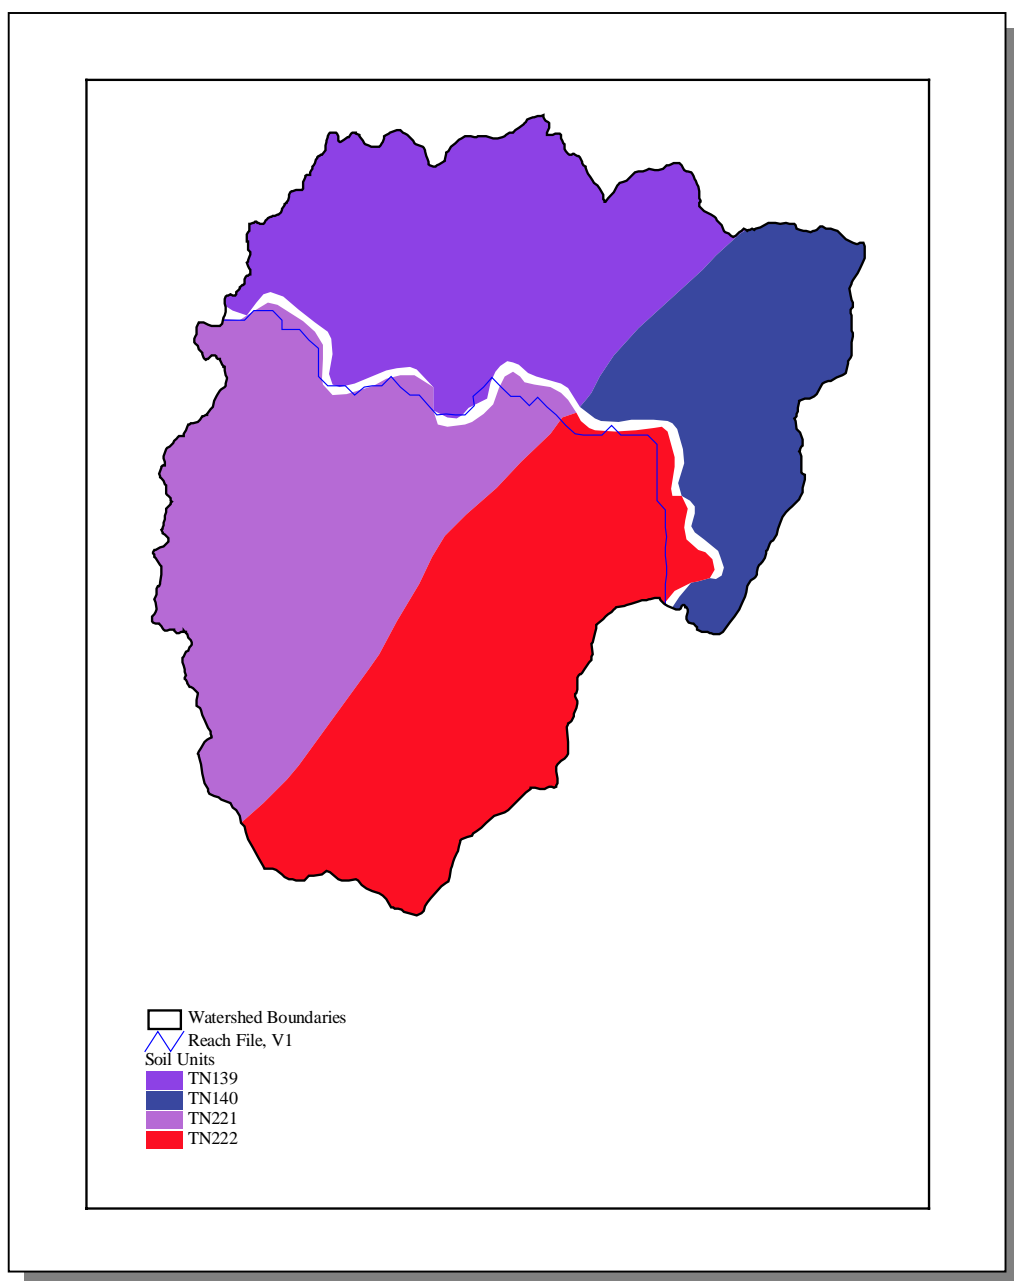 Watershed Boundaries
Reach File, V1
Soil Units
TN139
TN140
TN221
TN222